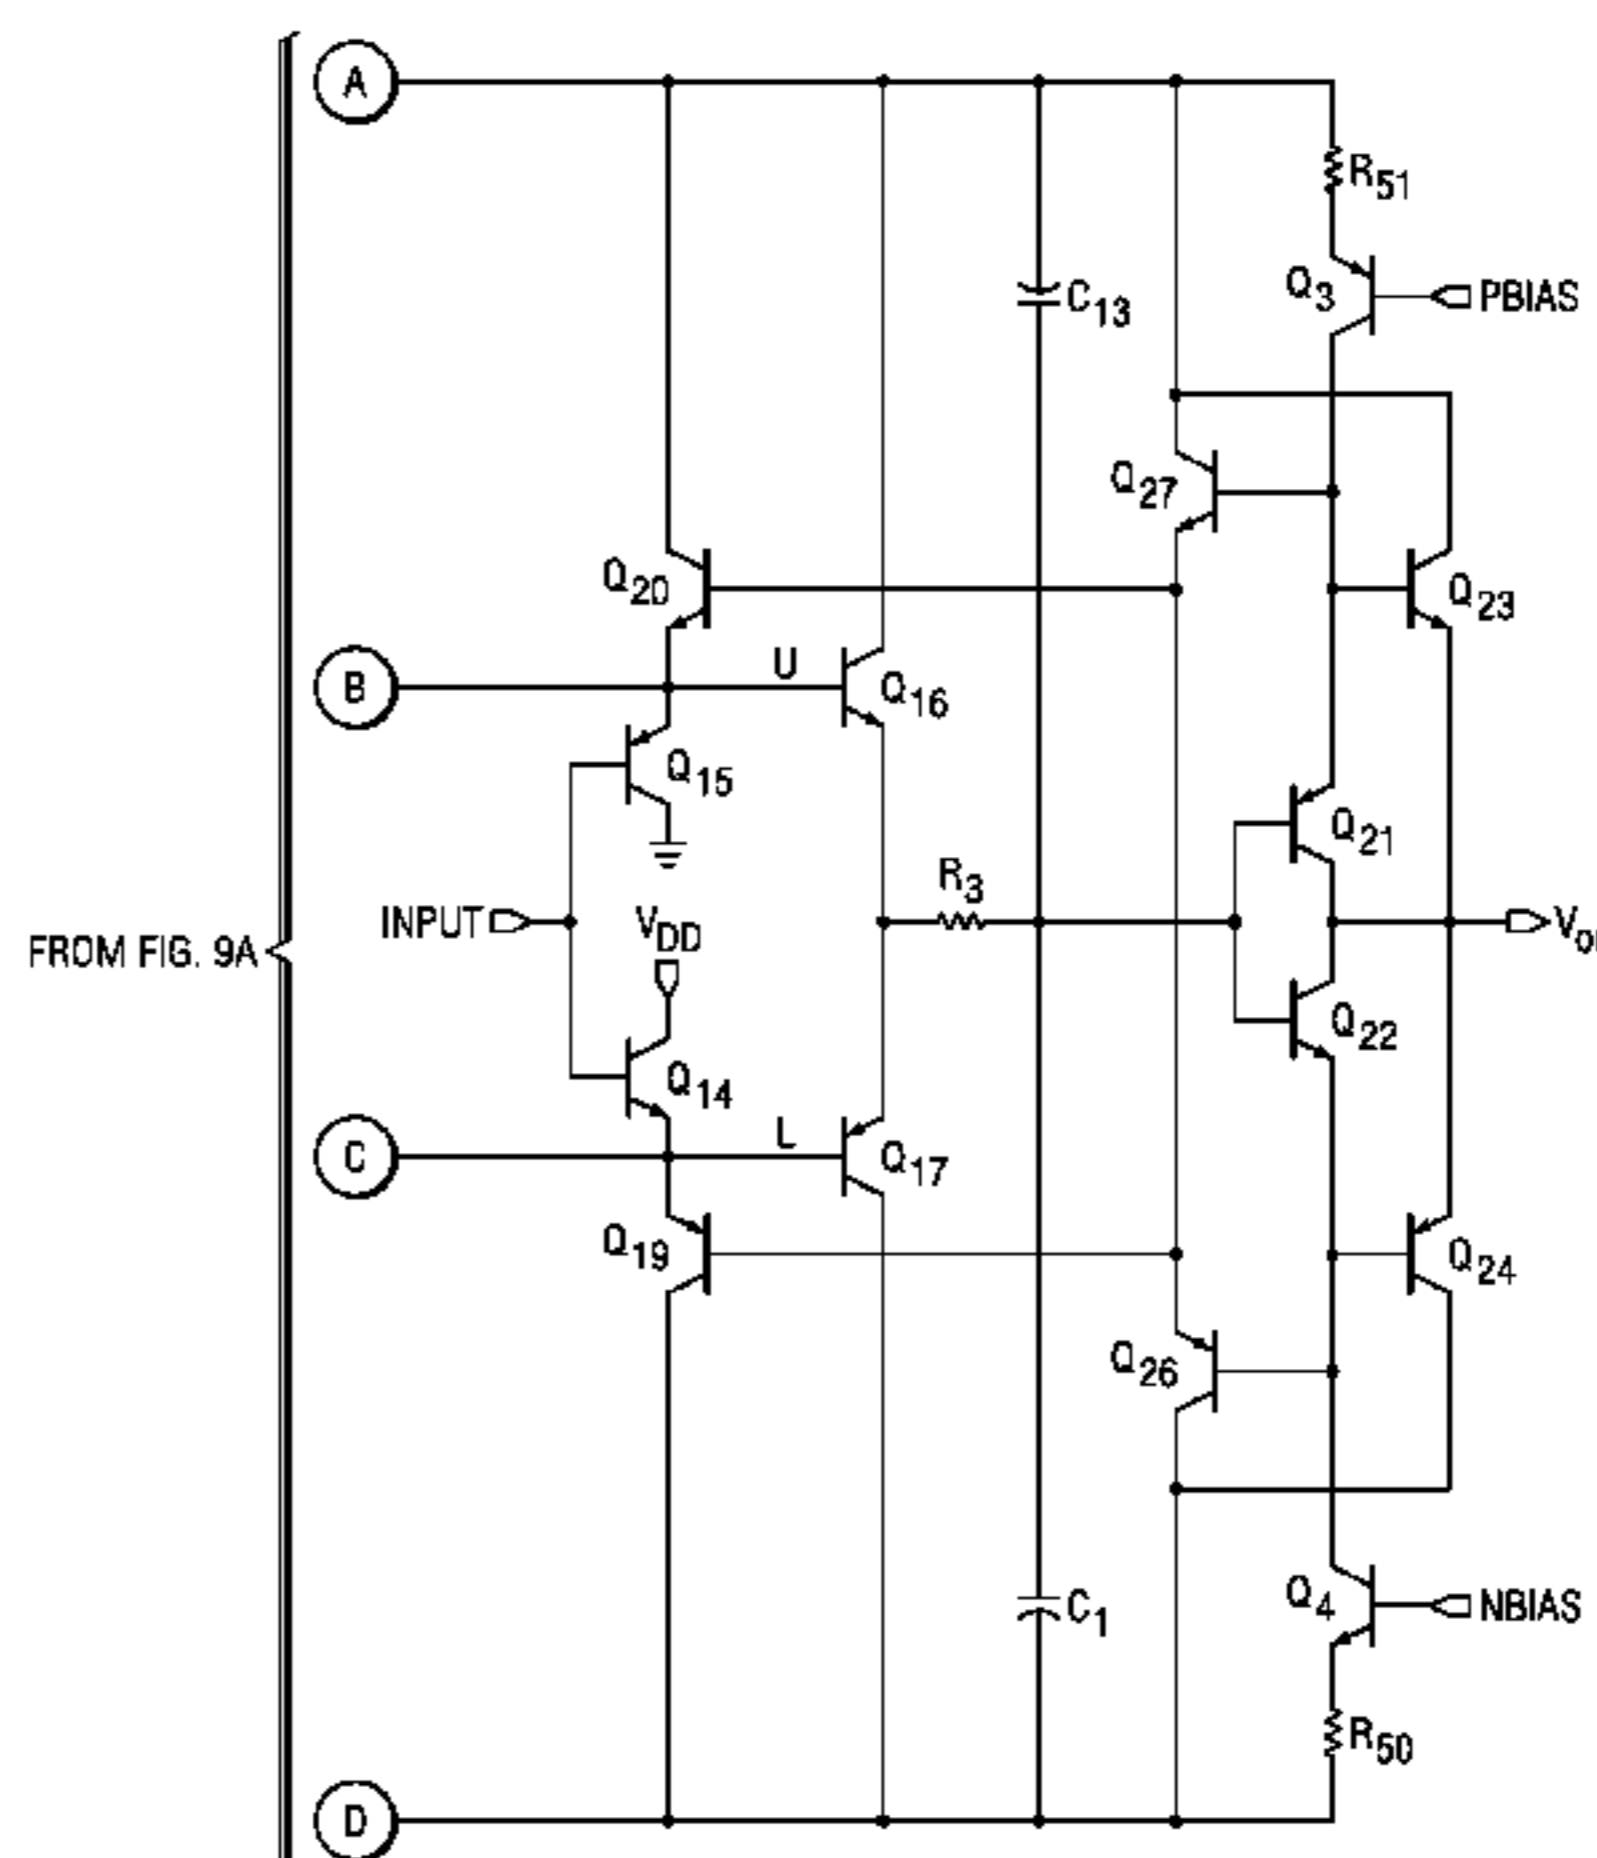 A
R51
Q3
PBIAS
C13
Q27
Q20
Q23
B
U
Q16
Q15
Q21
R3
INPUT
VDD
FROM FIG. 9A
Q22
Q14
C
L
Q17
Q19
Q24
Q26
Q4
NBIAS
C1
R50
D